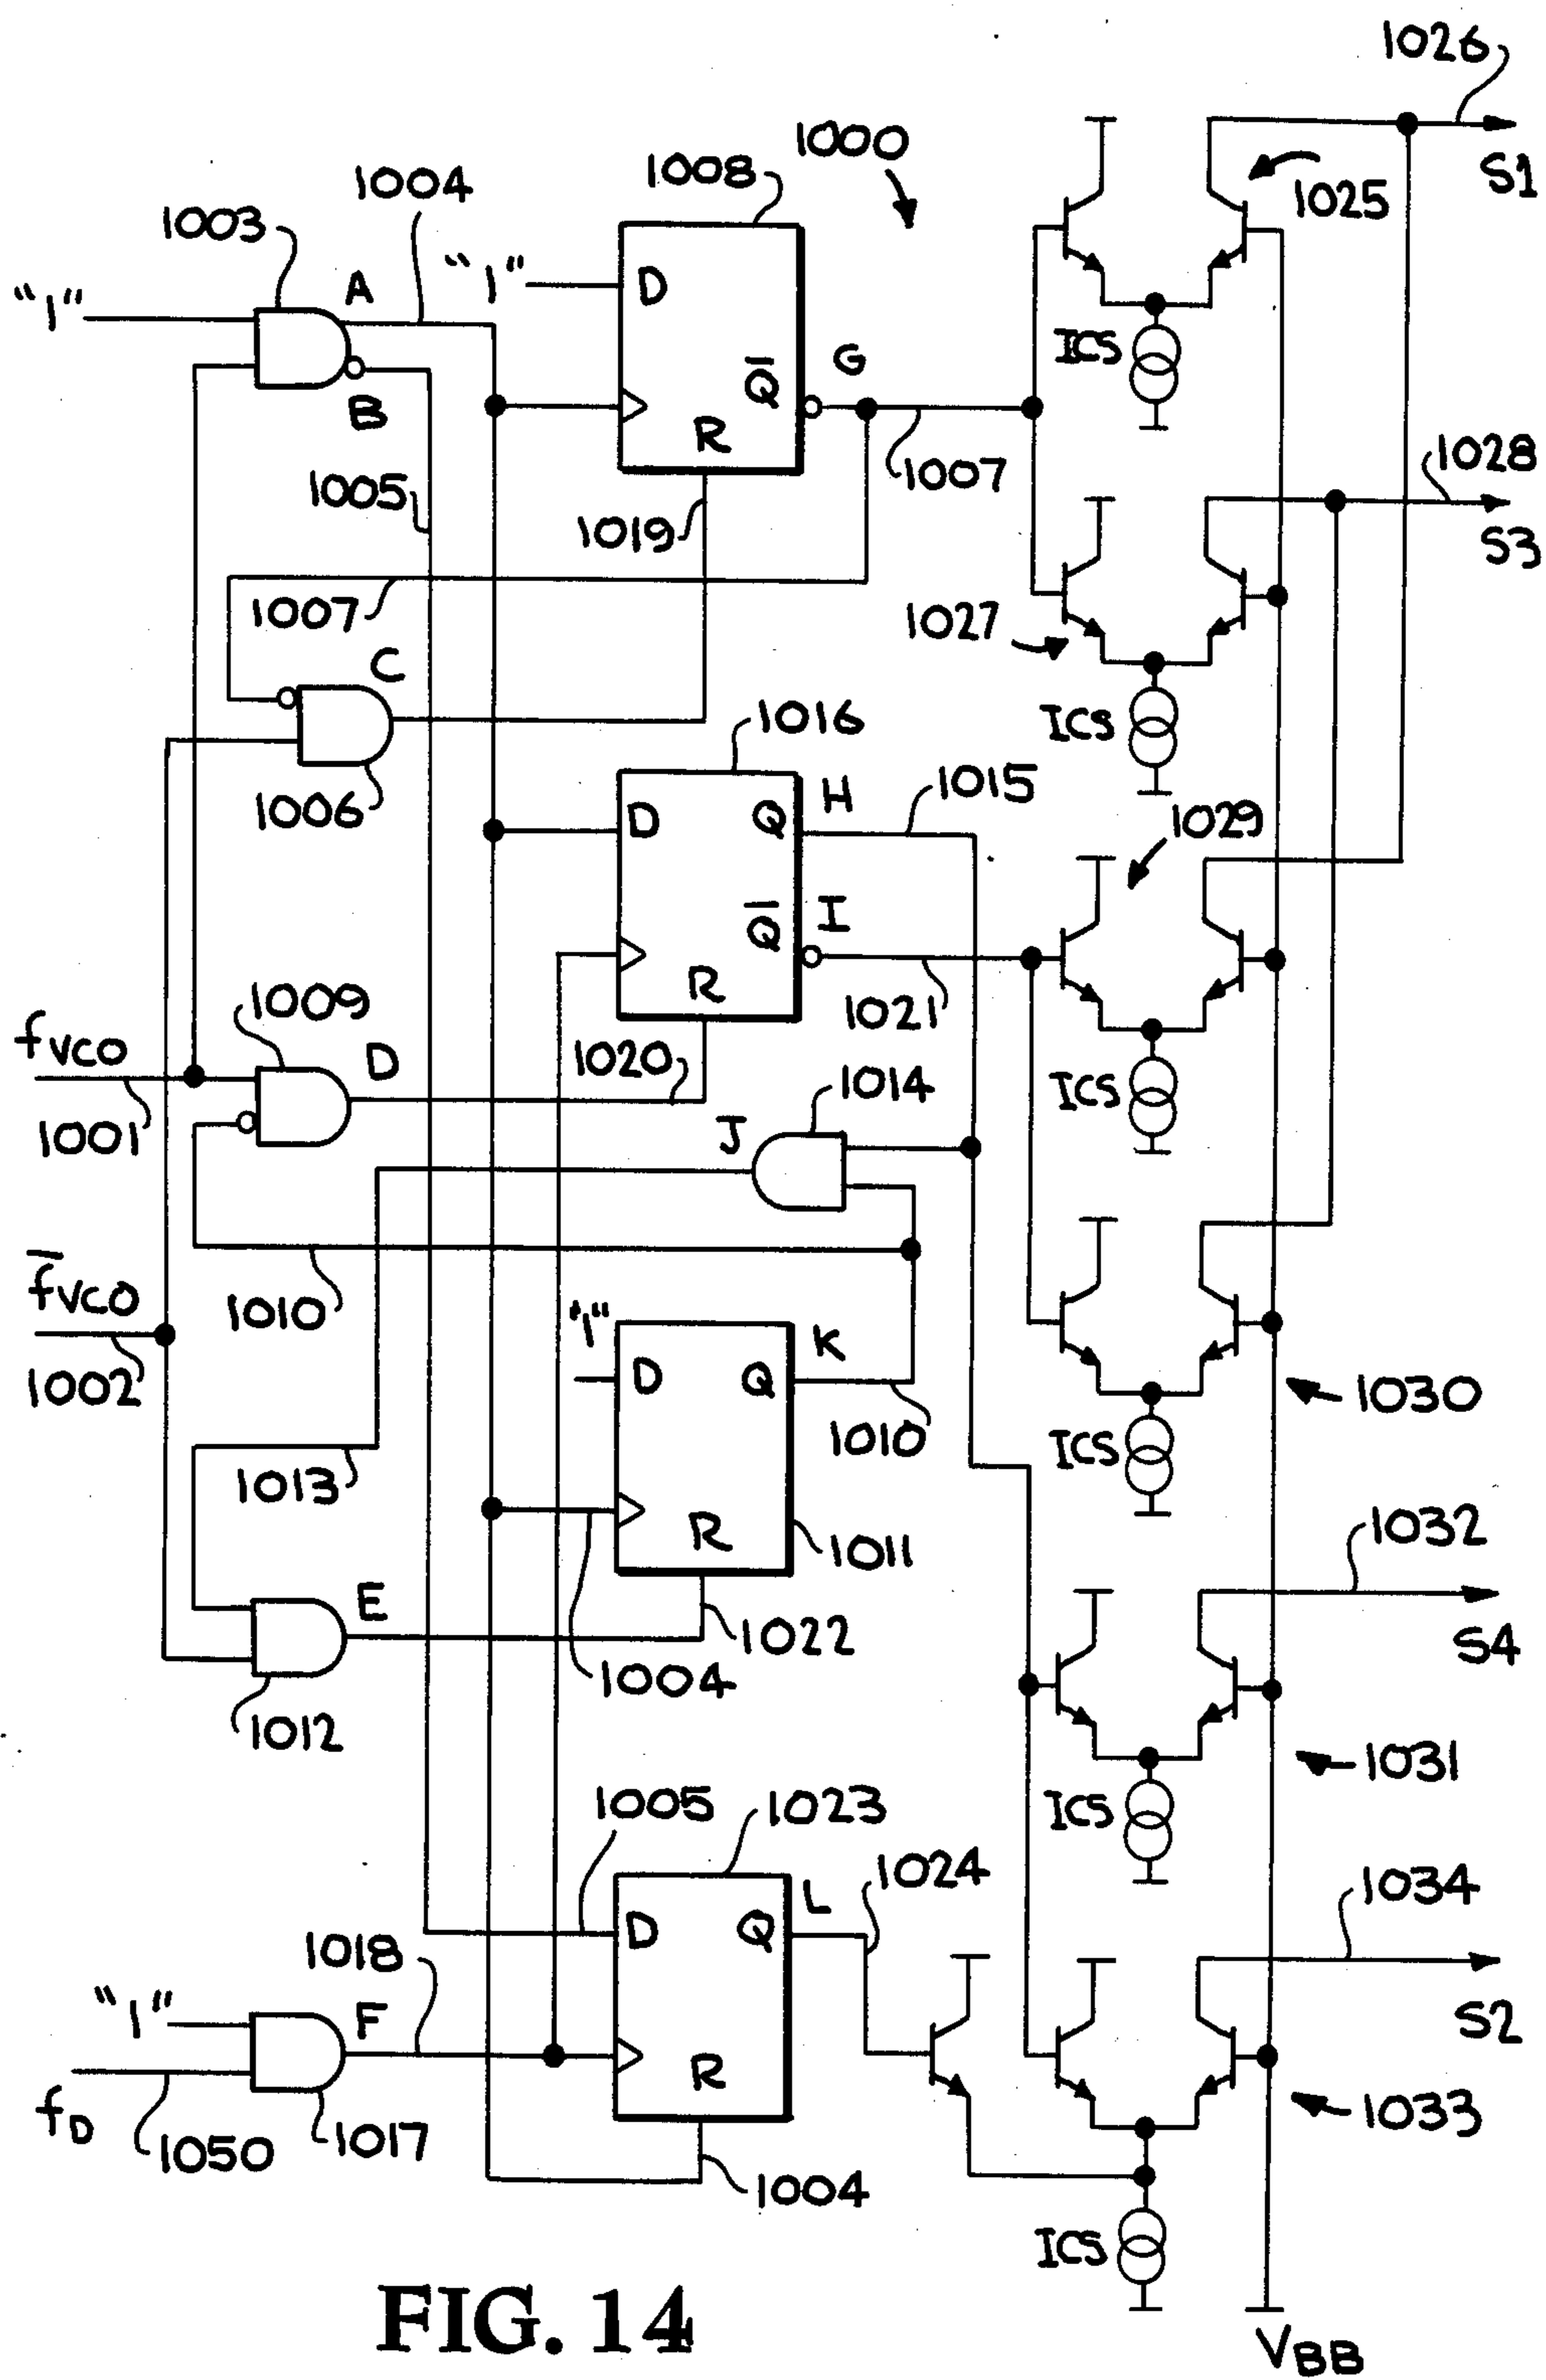 1026
S1
1000
1008
1004
1003
1025
"1"
A
"1"
D
ICS
Q̅
G
B
R
1007
1028
1005
1019
S3
1007
1027
C
1016
ICS
1006
H
1015
D
Q
1029
Q̅
I
R
1009
1021
fVCO
D
1020
1014
ICS
1001
J
f̅VCO
1010
"1"
K
D
Q
1002
1030
1010
ICS
1013
1032
R
1011
E
1022
S4
1004
1012
1031
1005
1023
ICS
1024
L
1034
D
Q
1018
"1"
F
S2
R
fD
1033
1017
1050
1004
ICS
FIG. 14
VBB